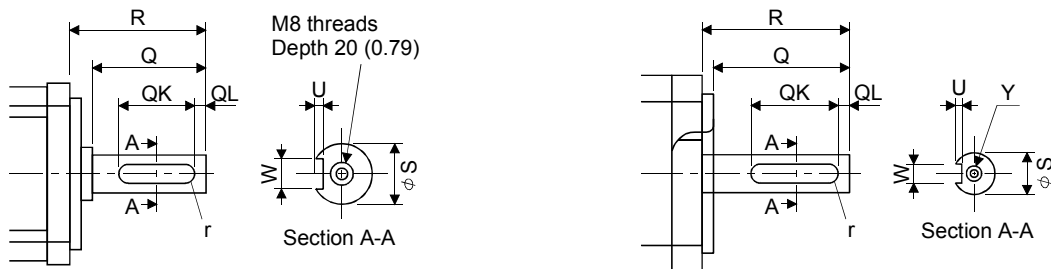 R
Q
QK
QL
A
A
r
M8 threads
Depth 20 (0.79)
U
W
φS
Section A-A
R
Q
QK
QL
A
A
r
U
Y
W
φS
Section A-A